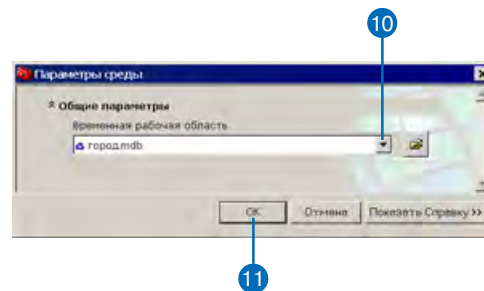 10
Параметры среды
Общие параметры
Временная рабочая область
город.mdb
OK
Отмена
Показать Справку >>
11